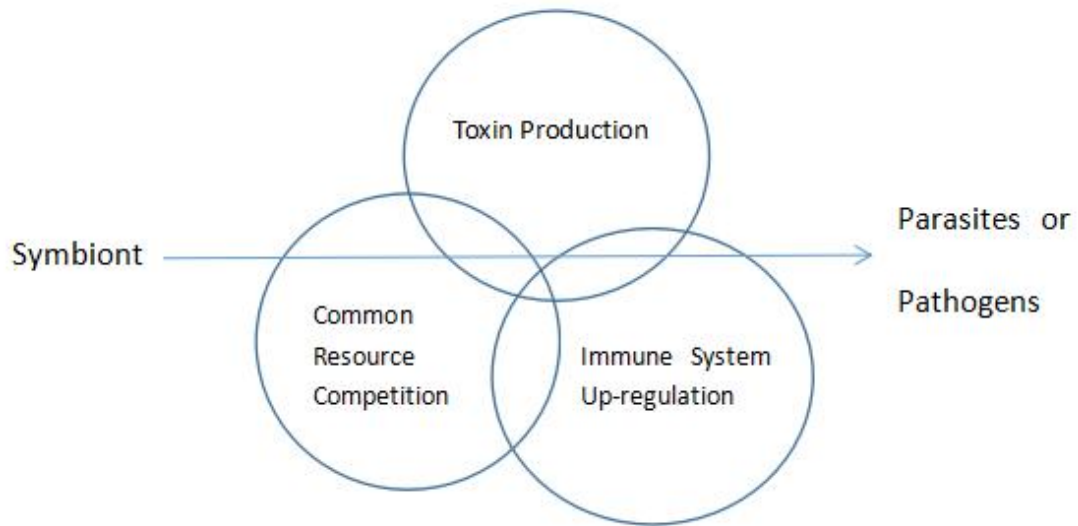 Toxin Production
Symbiont
Parasites or
Pathogens
Common
Resource
Competition
Immune System
Up-regulation